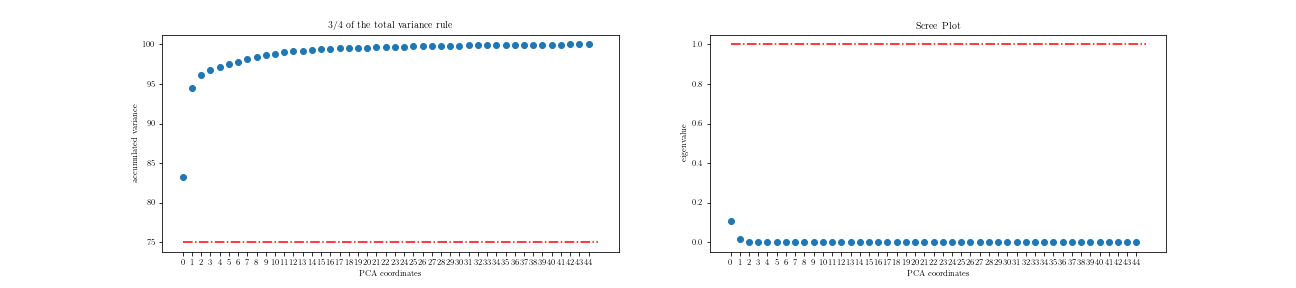 3/4 of the total variance rule
100
95
90
85
80
75
accumulated variance
0 1 2 3 4 5 6 7 8 9 10 11 12 13 14 15 16 17 18 19 20 21 22 23 24 25 26 27 28 29 30 31 32 33 34 35 36 37 38 39 40 41 42 43 44
PCA coordinates
Scree Plot
1.0
0.8
0.6
0.4
0.2
0.0
eigenvalue
0 1 2 3 4 5 6 7 8 9 10 11 12 13 14 15 16 17 18 19 20 21 22 23 24 25 26 27 28 29 30 31 32 33 34 35 36 37 38 39 40 41 42 43 44
PCA coordinates